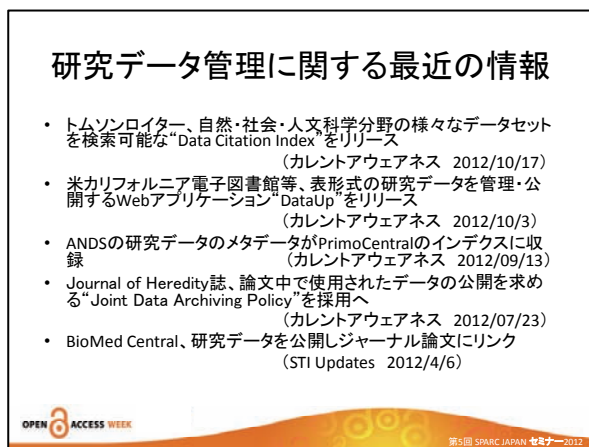 研究データ管理に関する最近の情報
• トムソンロイター、自然・社会・人文科学分野の様々なデータセット
を検索可能な“Data Citation Index”をリリース
（カレントアウェアネス 2012/10/17）
• 米カリフォルニア電子図書館等、表形式の研究データを管理・公
開するWebアプリケーション“DataUp”をリリース
（カレントアウェアネス 2012/10/3）
• ANDSの研究データのメタデータがPrimoCentralのインデクスに収
録 （カレントアウェアネス 2012/09/13）
• Journal of Heredity誌、論文中で使用されたデータの公開を求め
る“Joint Data Archiving Policy”を採用へ
（カレントアウェアネス 2012/07/23）
• BioMed Central、研究データを公開しジャーナル論文にリンク
（STI Updates 2012/4/6）
OPEN ACCESS WEEK
第5回 SPARC JAPAN セミナー2012